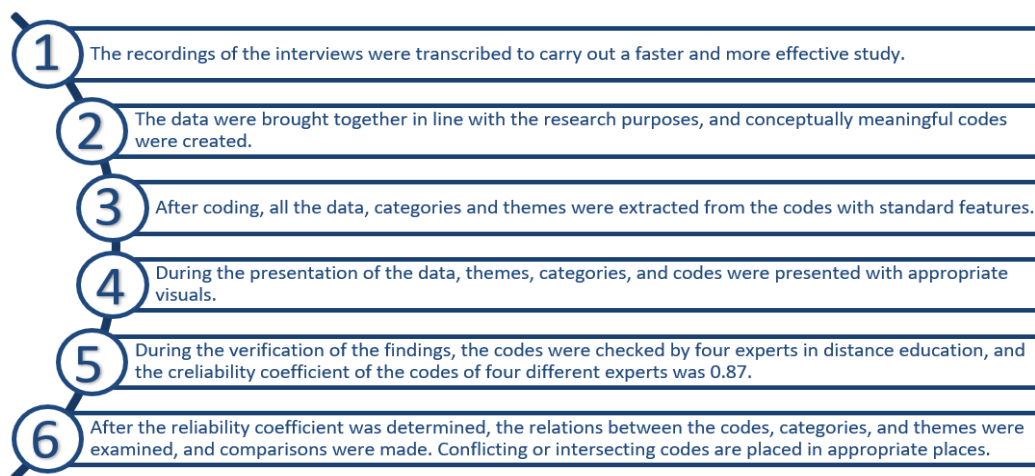 1
The recordings of the interviews were transcribed to carry out a faster and more effective study.
2
The data were brought together in line with the research purposes, and conceptually meaningful codes
were created.
3
After coding, all the data, categories and themes were extracted from the codes with standard features.
4
During the presentation of the data, themes, categories, and codes were presented with appropriate
visuals.
5
During the verification of the findings, the codes were checked by four experts in distance education, and
the creliability coefficient of the codes of four different experts was 0.87.
6
After the reliability coefficient was determined, the relations between the codes, categories, and themes were
examined, and comparisons were made. Conflicting or intersecting codes are placed in appropriate places.